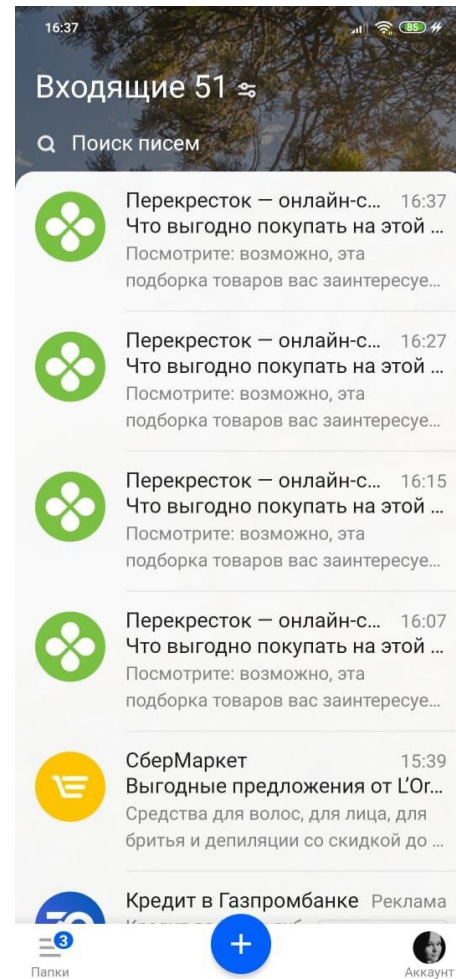 16:37
85
Входящие 51
Поиск писем
Перекресток — онлайн-с... 16:37
Что выгодно покупать на этой ...
Посмотрите: возможно, эта
подборка товаров вас заинтересуе...
Перекресток — онлайн-с... 16:27
Что выгодно покупать на этой ...
Посмотрите: возможно, эта
подборка товаров вас заинтересуе...
Перекресток — онлайн-с... 16:15
Что выгодно покупать на этой ...
Посмотрите: возможно, эта
подборка товаров вас заинтересуе...
Перекресток — онлайн-с... 16:07
Что выгодно покупать на этой ...
Посмотрите: возможно, эта
подборка товаров вас заинтересуе...
СберМаркет 15:39
Выгодные предложения от L’Or...
Средства для волос, для лица, для
бритья и депиляции со скидкой до ...
Кредит в Газпромбанке Реклама
3
Папки
Аккаунт